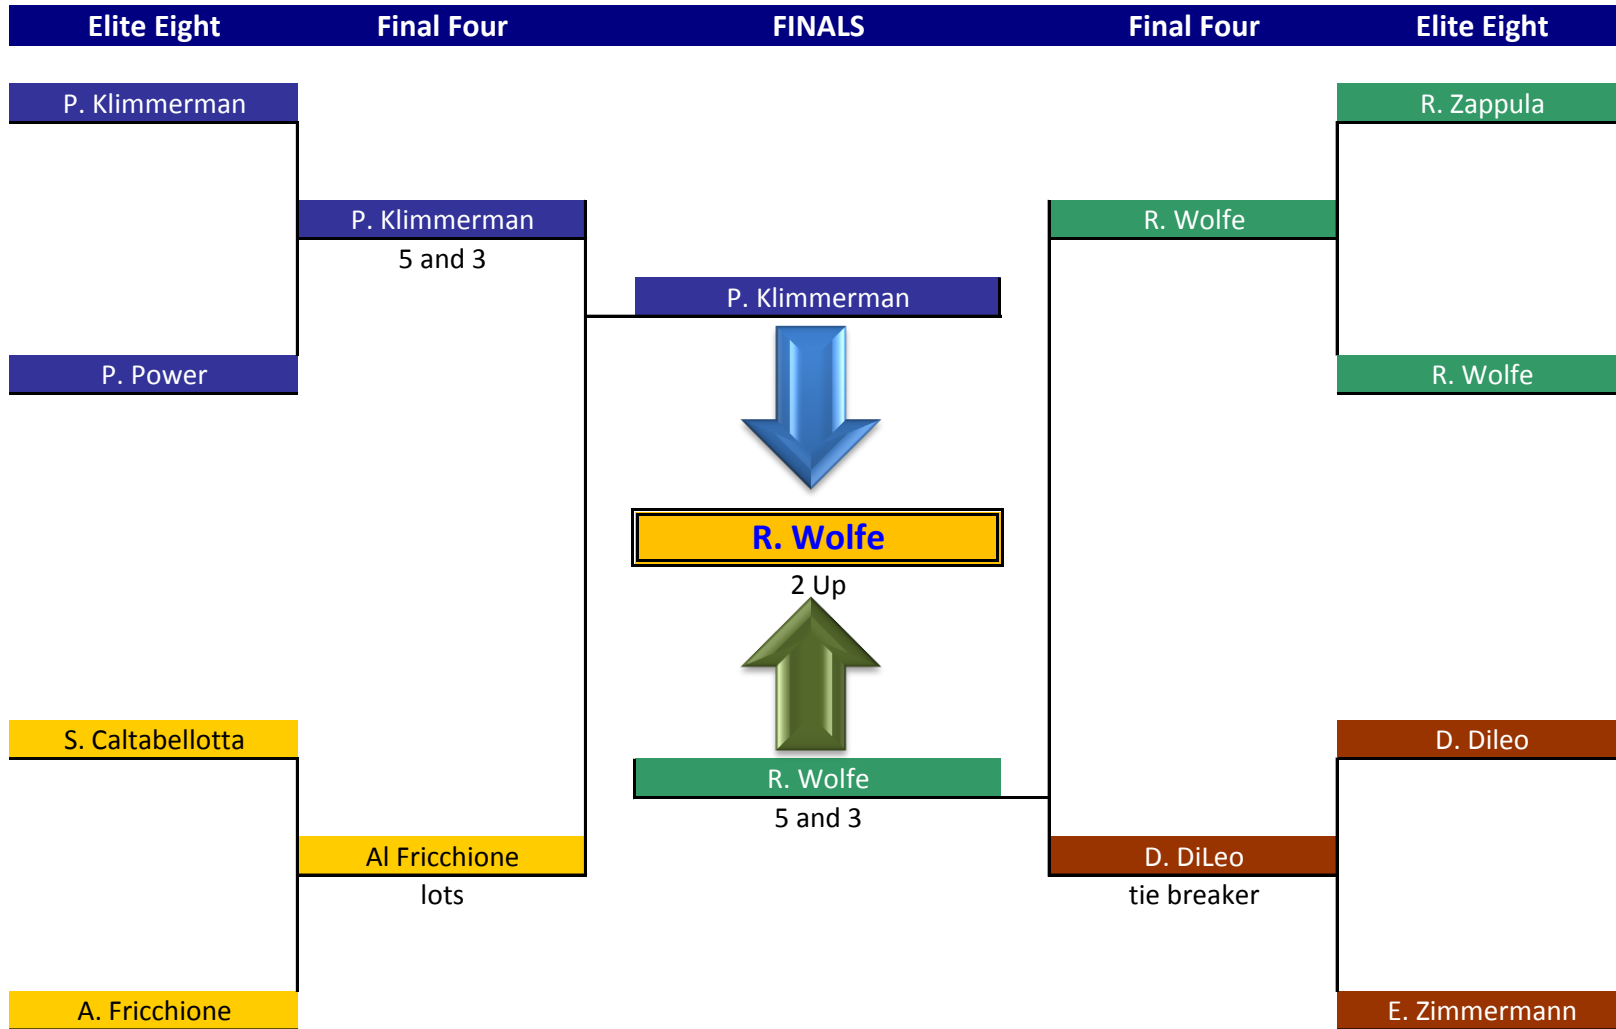 Elite Eight Final Four FINALS Final Four Elite Eight
P. Klimmerman R. Zappula
P. Klimmerman R. Wolfe
5 and 3
P. Klimmerman
P. Power R. Wolfe
R. Wolfe
2 Up
S. Caltabellotta D. Dileo
R. Wolfe
5 and 3
Al Fricchione D. DiLeo
lots tie breaker
A. Fricchione E. Zimmermann